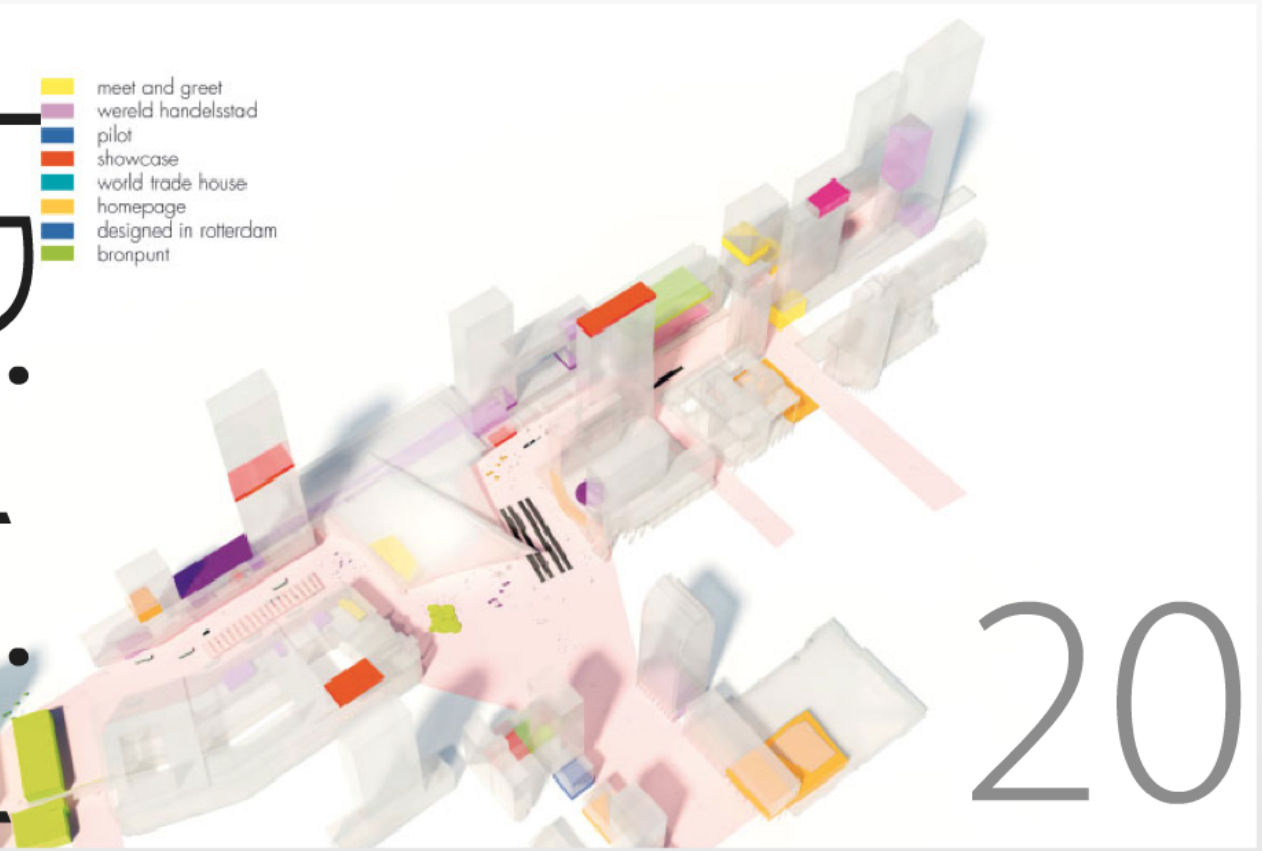 meet and greet
wereld handelsstad
pilot
showcase
world trade house
homepage
designed in rotterdam
bronpunt
20